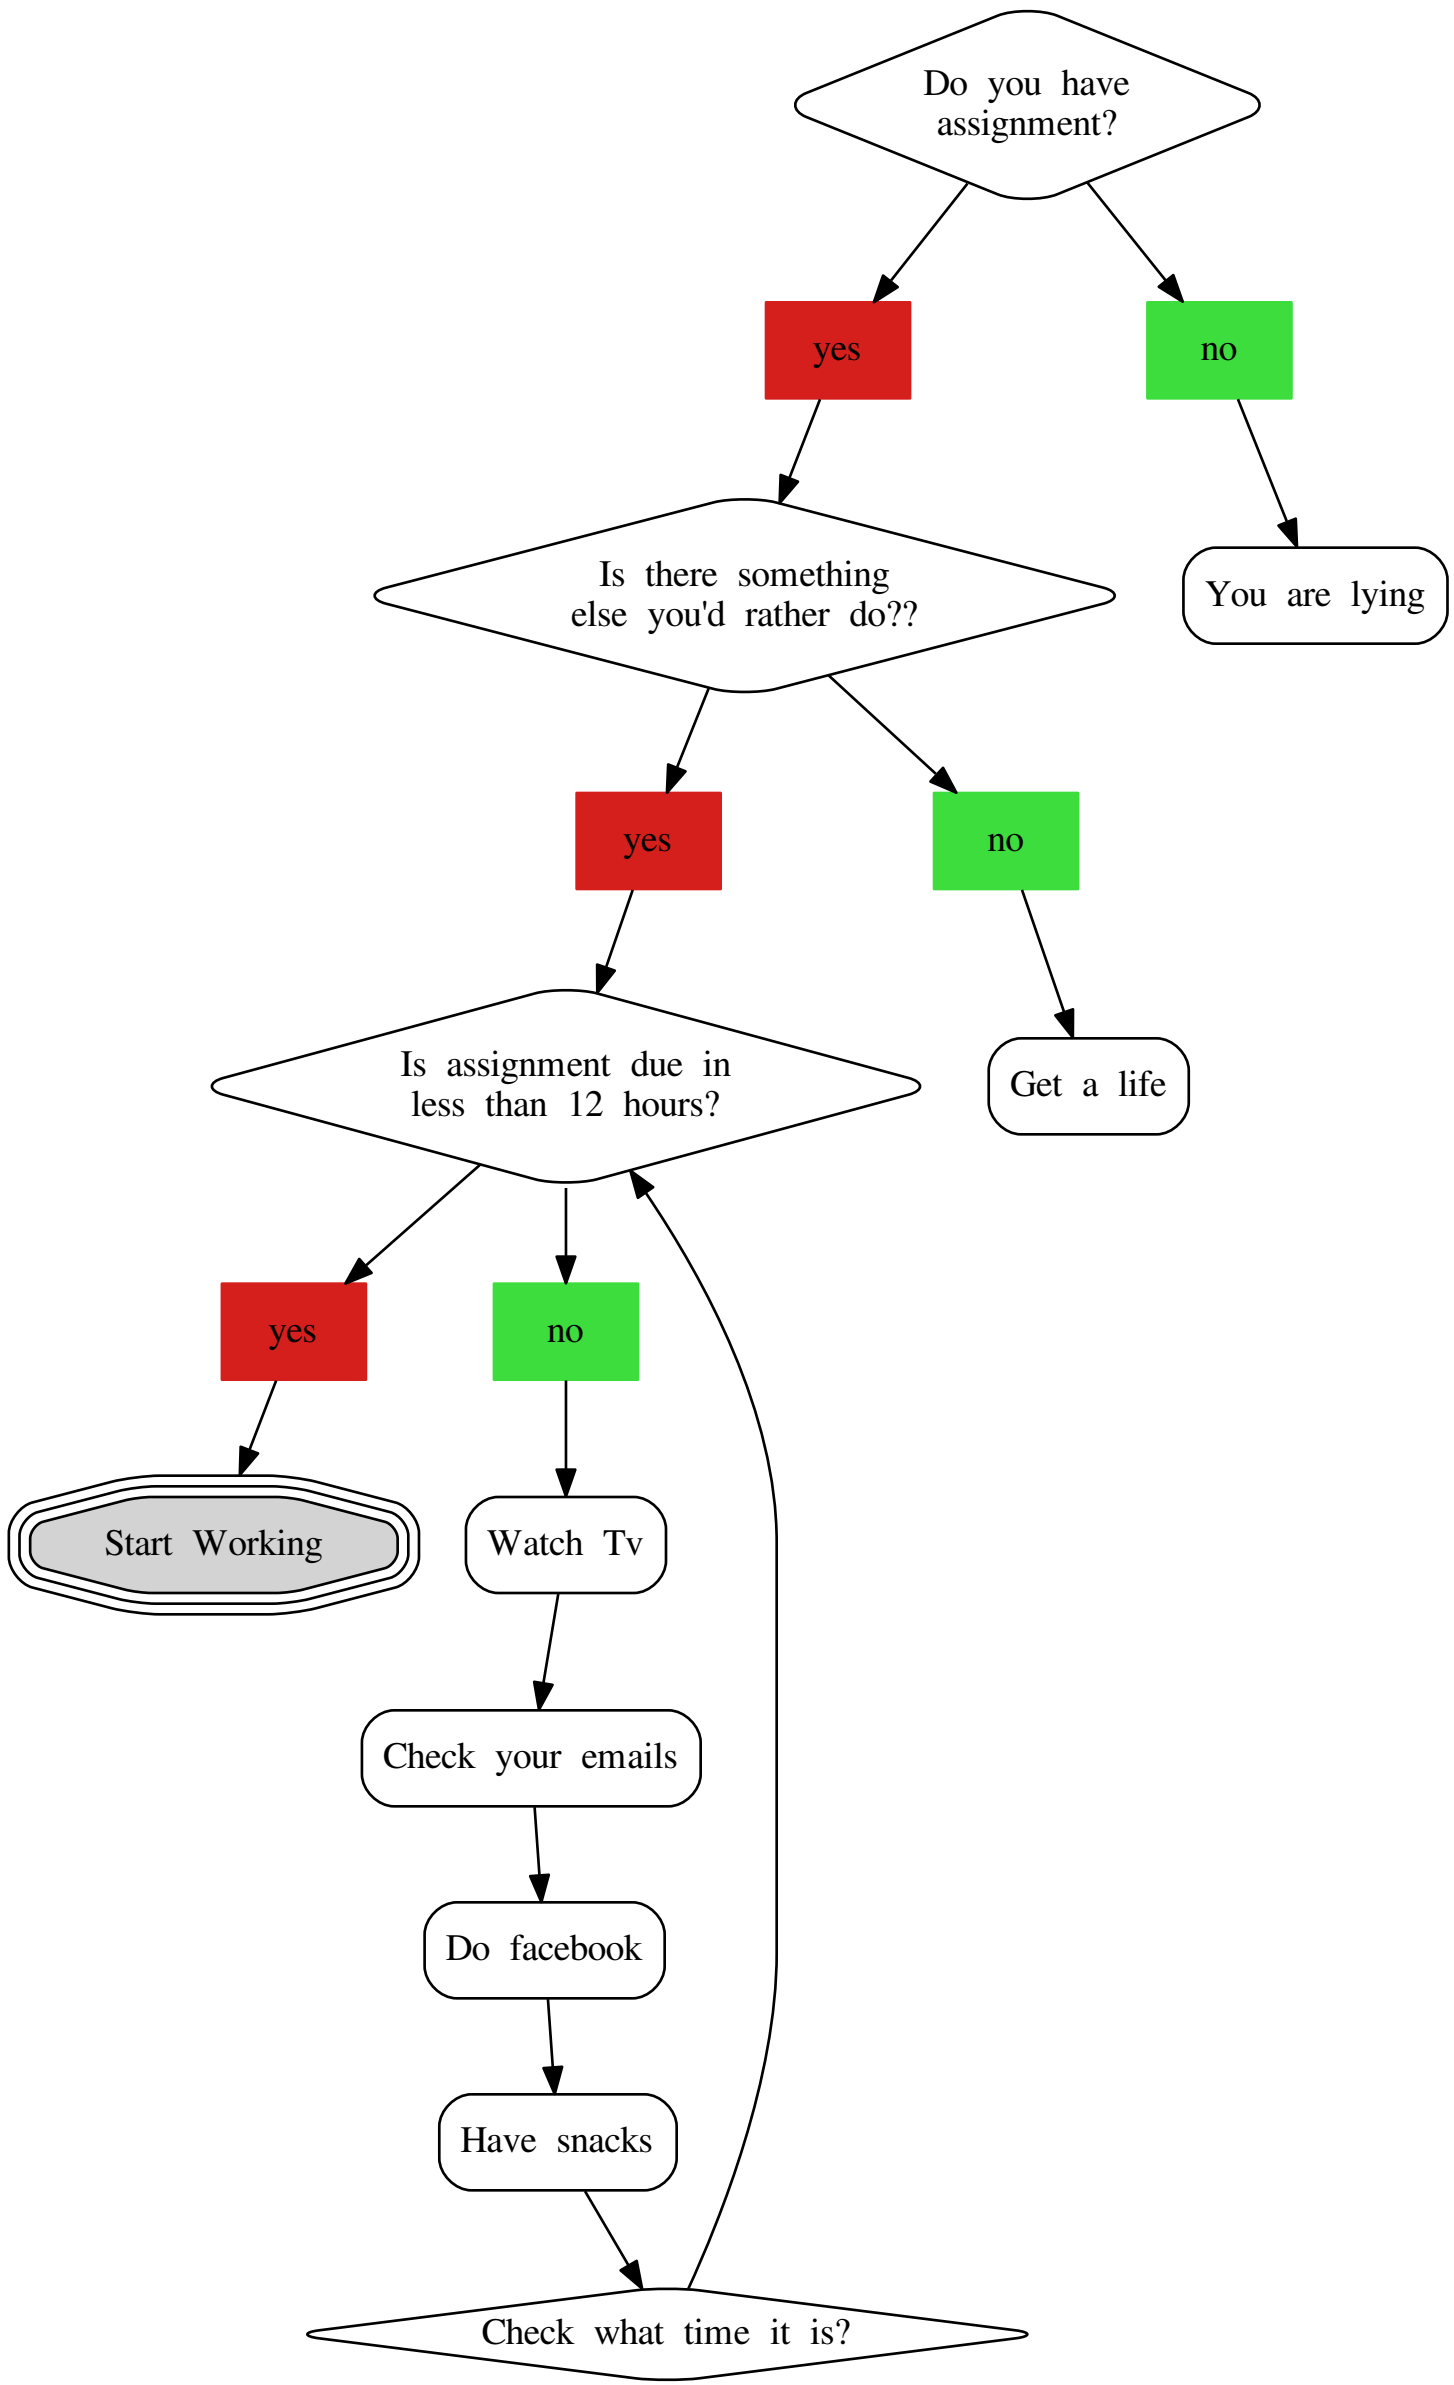 Do you have
assignment?
yes
no
Is there something
else you'd rather do??
You are lying
yes
no
Is assignment due in
less than 12 hours?
Get a life
yes
no
Start Working
Watch Tv
Check your emails
Do facebook
Have snacks
Check what time it is?